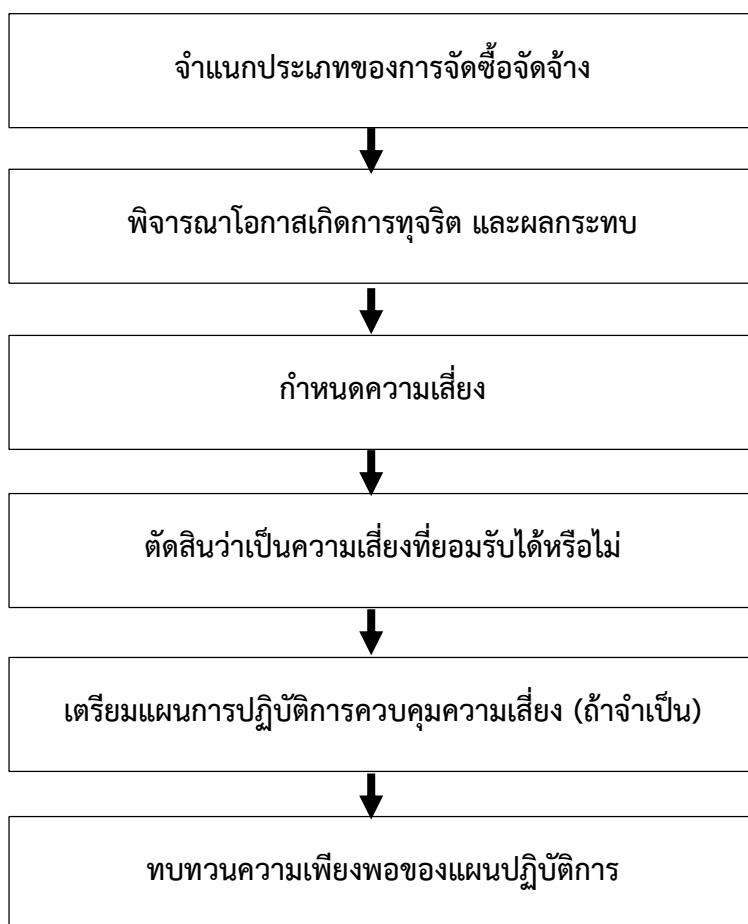 จำแนกประเภทของการจัดซื้อจัดจ้าง
พิจารณาโอกาสเกิดการทุจริต และผลกระทบ
กำหนดความเสี่ยง
ตัดสินว่าเป็นความเสี่ยงที่ยอมรับได้หรือไม่
เตรียมแผนการปฏิบัติการควบคุมความเสี่ยง (ถ้าจำเป็น)
ทบทวนความเพียงพอของแผนปฏิบัติการ